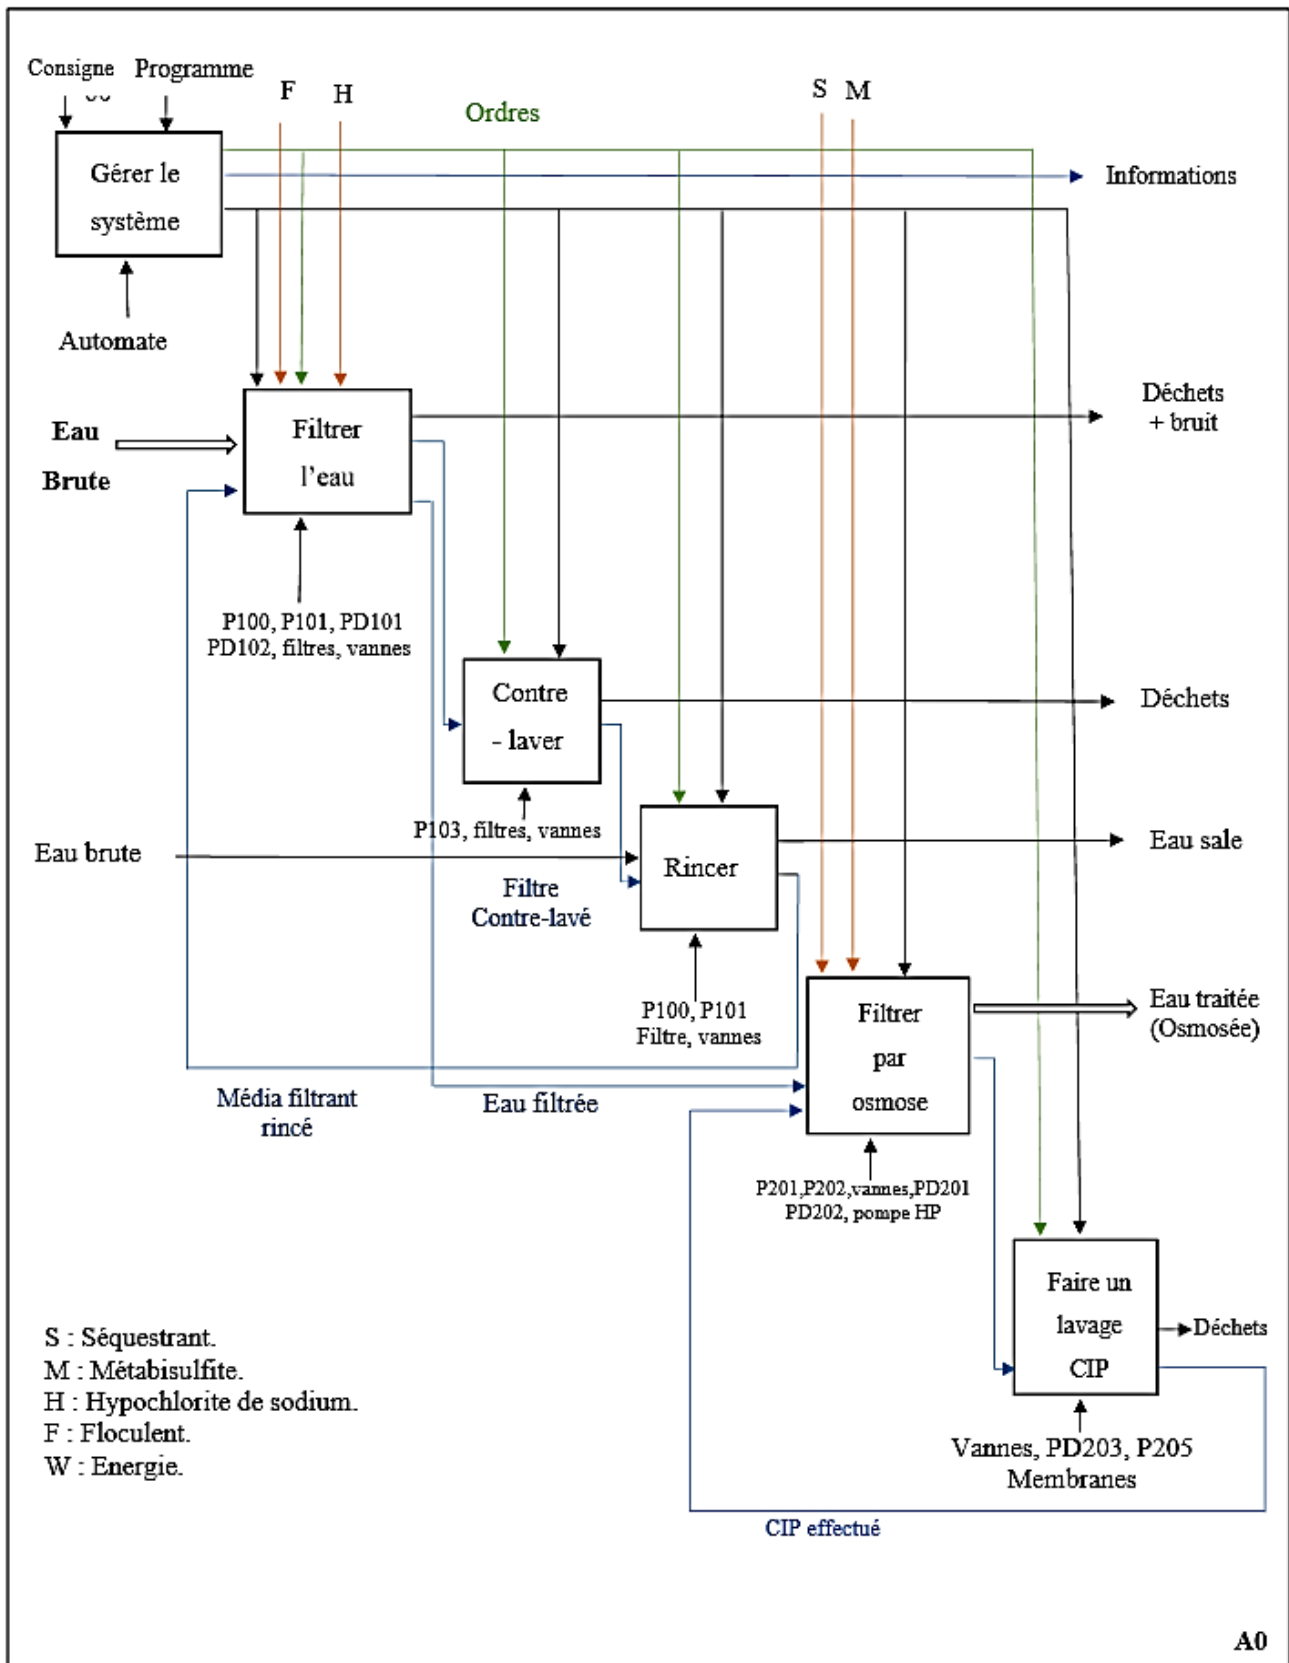 Consigne
Programme
F
H
S
M
Ordres
Gérer le
système
Informations
Automate
Eau
Brute
Filtrer
l'eau
Déchets
+ bruit
P100, P101, PD101
PD102, filtres, vannes
Contre
- laver
Déchets
P103, filtres, vannes
Eau brute
Rincer
Eau sale
Filtre
Contre-lavé
P100, P101
Filtre, vannes
Filtrer
par
osmose
Eau traitée
(Osmosée)
Média filtrant
rincé
Eau filtrée
P201,P202,vannes,PD201
PD202, pompe HP
Faire un
lavage
CIP
Déchets
Vannes, PD203, P205
Membranes
CIP effectué
S : Séquestrant.
M : Métabisulfite.
H : Hypochlorite de sodium.
F : Floculent.
W : Energie.
A0